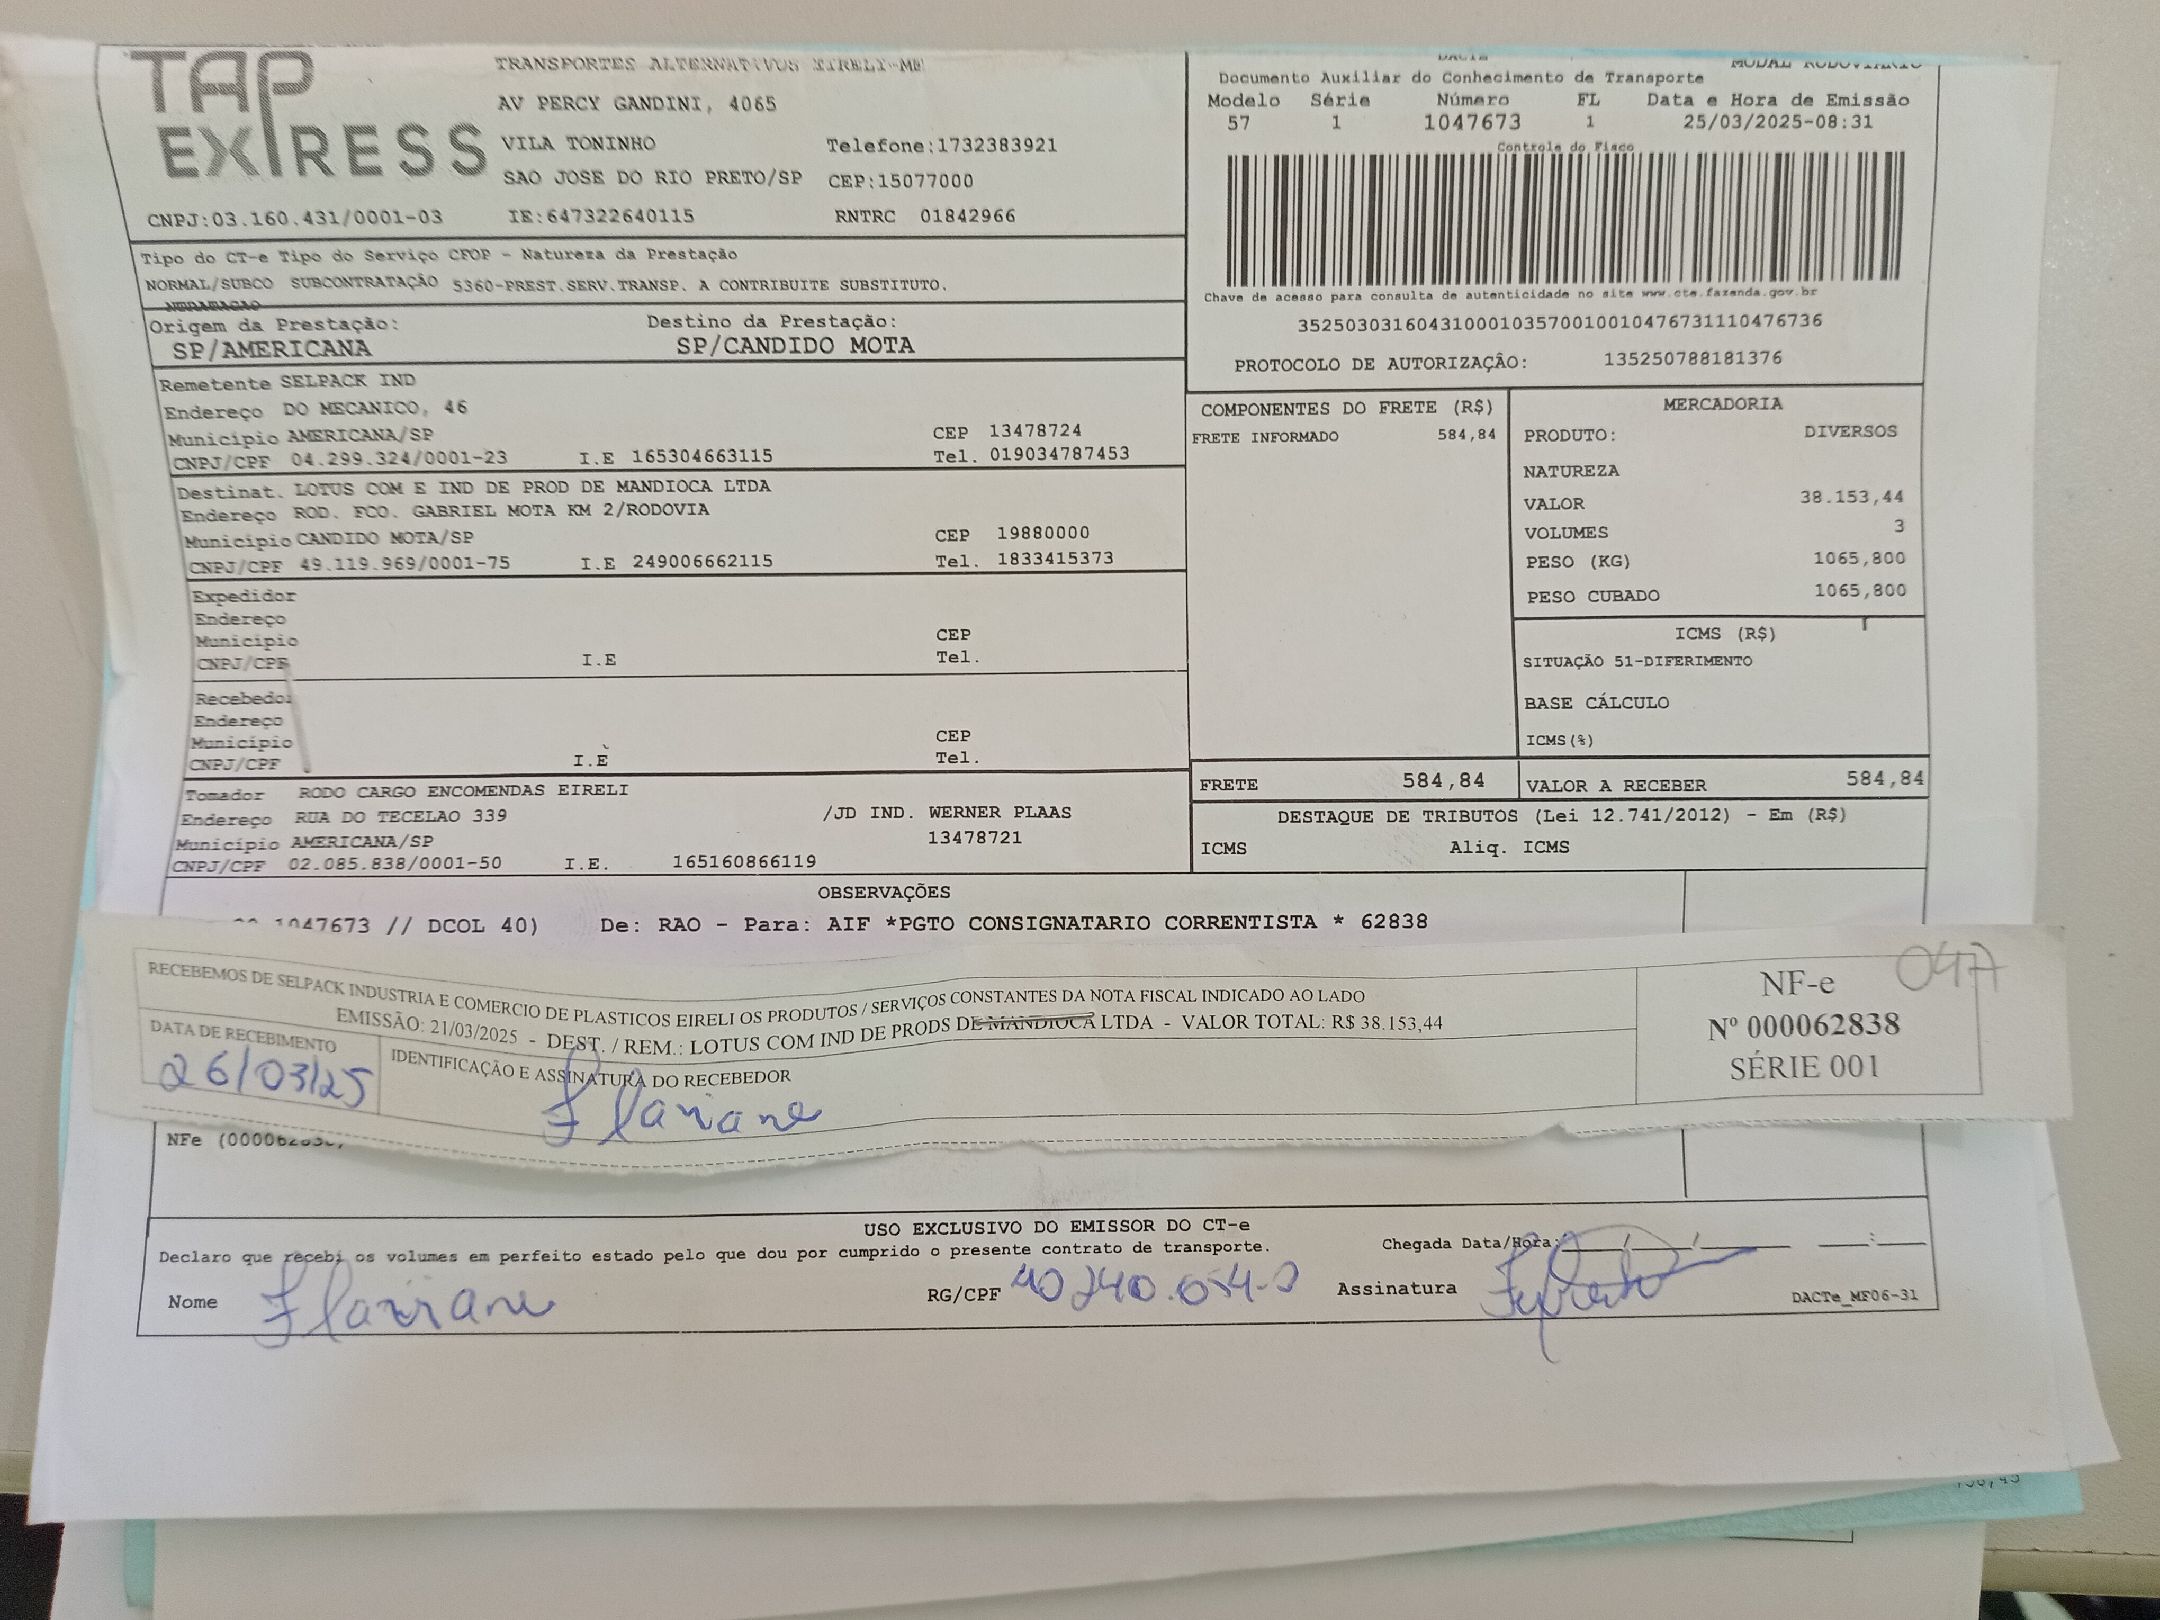 TAP
EXPRESS
TRANSPORTES ALTERNATIVOS EIRELI-ME
AV PERCY GANDINI, 4065
VILA TONINHO Telefone:1732383921
SAO JOSE DO RIO PRETO/SP CEP:15077000
CNPJ:03.160.431/0001-03 IE:647322640115 RNTRC 01842966
DACTE MODAL RODOVIARIO
Documento Auxiliar do Conhecimento de Transporte
Modelo Série Número FL Data e Hora de Emissão
57 1 1047673 1 25/03/2025-08:31
Controle do Fisco
Chave de acesso para consulta de autenticidade no site www.cte.fazenda.gov.br
35250303160431000103570010010476731110476736
PROTOCOLO DE AUTORIZAÇÂO: 135250788181376
Tipo do CT-e Tipo do Serviço CFOP - Natureza da Prestação
NORMAL/SUBCO SUBCONTRATAÇÃO 5360-PREST.SERV.TRANSP. A CONTRIBUITE SUBSTITUTO.
Origem da Prestação: Destino da Prestação:
SP/AMERICANA SP/CANDIDO MOTA
Remetente SELPACK IND
Endereço DO MECANICO, 46
Município AMERICANA/SP CEP 13478724
CNPJ/CPF 04.299.324/0001-23 I.E 165304663115 Tel. 019034787453
Destinat. LOTUS COM E IND DE PROD DE MANDIOCA LTDA
Endereço ROD. FCO. GABRIEL MOTA KM 2/RODOVIA
Município CANDIDO MOTA/SP CEP 19880000
CNPJ/CPF 49.119.969/0001-75 I.E 249006662115 Tel. 1833415373
Expedidor
Endereço
Município CEP
CNPJ/CPF I.E Tel.
Recebedor
Endereço
Município CEP
CNPJ/CPF I.E Tel.
Tomador RODO CARGO ENCOMENDAS EIRELI
Endereço RUA DO TECELAO 339 /JD IND. WERNER PLAAS
Município AMERICANA/SP 13478721
CNPJ/CPF 02.085.838/0001-50 I.E. 165160866119
COMPONENTES DO FRETE (R$)
FRETE INFORMADO 584,84
MERCADORIA
PRODUTO: DIVERSOS
NATUREZA
VALOR 38.153,44
VOLUMES 3
PESO (KG) 1065,800
PESO CUBADO 1065,800
ICMS (R$)
SITUAÇÃO 51-DIFERIMENTO
BASE CÁLCULO
ICMS(%)
FRETE 584,84 VALOR A RECEBER 584,84
DESTAQUE DE TRIBUTOS (Lei 12.741/2012) - Em (R$)
ICMS Aliq. ICMS
OBSERVAÇÕES
1047673 // DCOL 40) De: RAO - Para: AIF *PGTO CONSIGNATARIO CORRENTISTA * 62838
RECEBEMOS DE SELPACK INDUSTRIA E COMERCIO DE PLASTICOS EIRELI OS PRODUTOS / SERVIÇOS CONSTANTES DA NOTA FISCAL INDICADO AO LADO
EMISSÃO: 21/03/2025 - DEST. / REM.: LOTUS COM IND DE PRODS DE MANDIOCA LTDA - VALOR TOTAL: R$ 38.153,44
DATA DE RECEBIMENTO IDENTIFICAÇÃO E ASSINATURA DO RECEBEDOR
26/03/25 Flaviane
NF-e
Nº 000062838
SÉRIE 001
NFe (000062838)
USO EXCLUSIVO DO EMISSOR DO CT-e
Declaro que recebi os volumes em perfeito estado pelo que dou por cumprido o presente contrato de transporte. Chegada Data/Hora: ___/___/_____ ___:___
Nome Flaviane RG/CPF Assinatura
DACTe_MF06-31